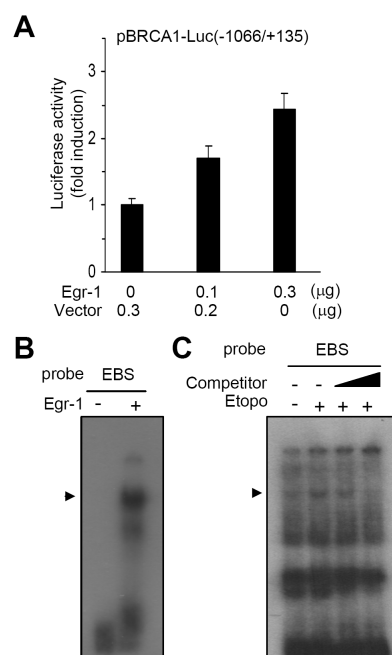 A
pBRCA1-Luc(-1066/+135)
Luciferase activity
(fold induction)
3
2
1
0
Egr-1 0 0.1 0.3 (μg)
Vector 0.3 0.2 0 (μg)
B
probe EBS
Egr-1 - +
C
probe EBS
Competitor - -
Etopo - + + +